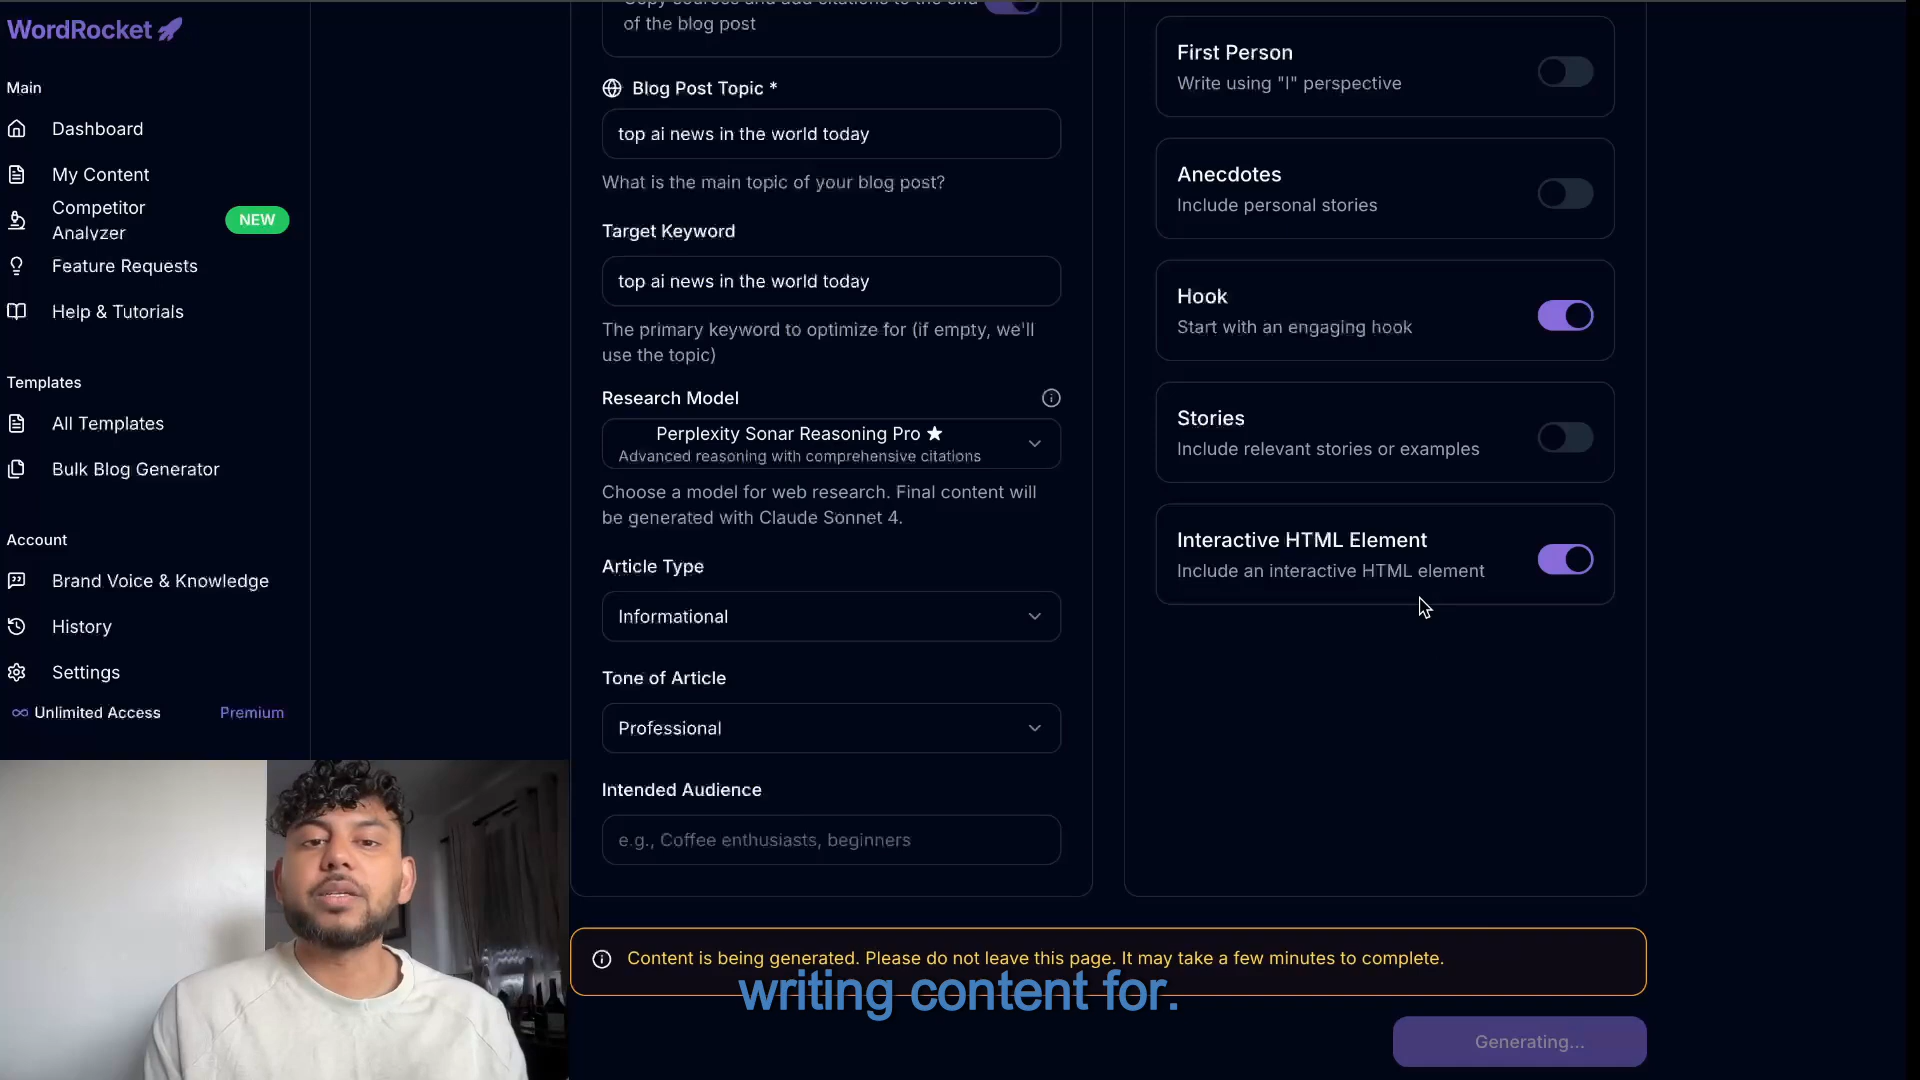 WordRocket
Main
Dashboard
My Content
Competitor
Analyzer
NEW
Feature Requests
Help & Tutorials
Templates
All Templates
Bulk Blog Generator
Account
Brand Voice & Knowledge
History
Settings
Unlimited Access
Premium
Copy sources and add citations to the end
of the blog post
Blog Post Topic *
top ai news in the world today
What is the main topic of your blog post?
Target Keyword
top ai news in the world today
The primary keyword to optimize for (if empty, we'll
use the topic)
Research Model
Perplexity Sonar Reasoning Pro ★
Advanced reasoning with comprehensive citations
Choose a model for web research. Final content will
be generated with Claude Sonnet 4.
Article Type
Informational
Tone of Article
Professional
Intended Audience
e.g., Coffee enthusiasts, beginners
First Person
Write using "I" perspective
Anecdotes
Include personal stories
Hook
Start with an engaging hook
Stories
Include relevant stories or examples
Interactive HTML Element
Include an interactive HTML element
Content is being generated. Please do not leave this page. It may take a few minutes to complete.
writing content for.
Generating...